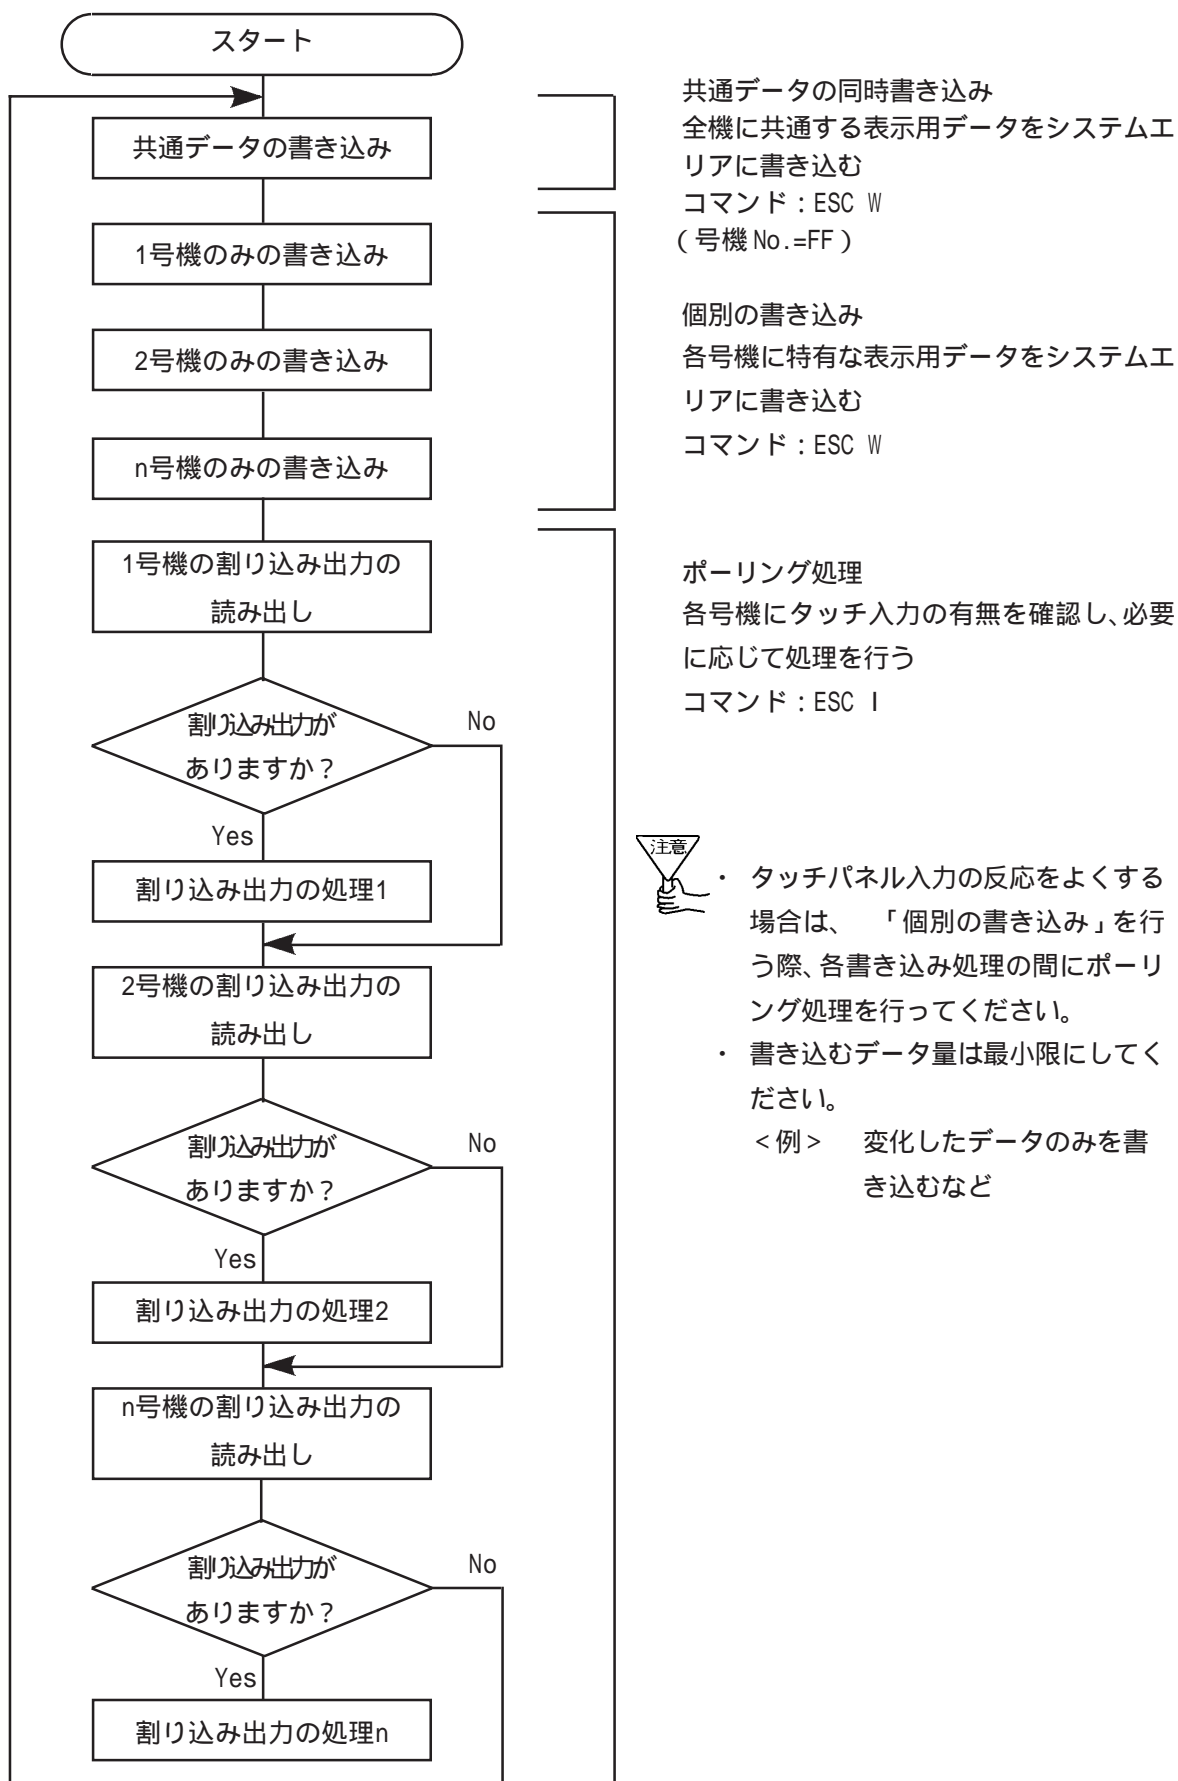 スタート
共通データの書き込み
1号機のみの書き込み
2号機のみの書き込み
n号機のみの書き込み
1号機の割り込み出力の
読み出し
割り込み出力が
ありますか？
No
Yes
割り込み出力の処理1
2号機の割り込み出力の
読み出し
割り込み出力が
ありますか？
No
Yes
割り込み出力の処理2
n号機の割り込み出力の
読み出し
割り込み出力が
ありますか？
No
Yes
割り込み出力の処理n
共通データの同時書き込み
全機に共通する表示用データをシステムエ
リアに書き込む
コマンド：ESC W
（号機No.=FF）
個別の書き込み
各号機に特有な表示用データをシステムエ
リアに書き込む
コマンド：ESC W
ポーリング処理
各号機にタッチ入力の有無を確認し、必要
に応じて処理を行う
コマンド：ESC I
注意
・ タッチパネル入力の反応をよくする
場合は、 「個別の書き込み」を行
う際、各書き込み処理の間にポーリ
ング処理を行ってください。
・ 書き込むデータ量は最小限にしてく
ださい。
＜例＞ 変化したデータのみを書
き込むなど